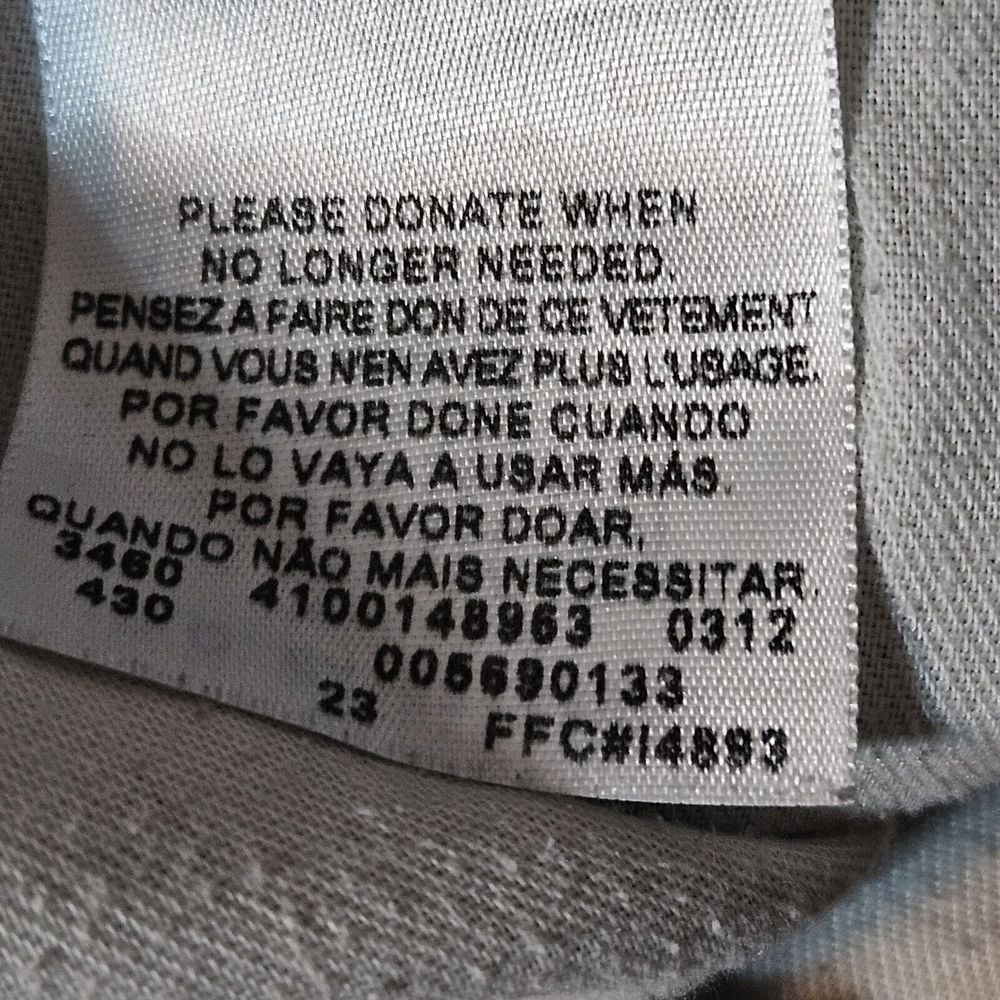 PLEASE DONATE WHEN
NO LONGER NEEDED.
PENSEZ A FAIRE DON DE CE VETEMENT
QUAND VOUS N'EN AVEZ PLUS L'USAGE.
POR FAVOR DONE CUANDO
NO LO VAYA A USAR MÁS.
POR FAVOR DOAR,
QUANDO NÃO MAIS NECESSITAR.
3460 4100148963 0312
430 005690133
23 FFC#I4893